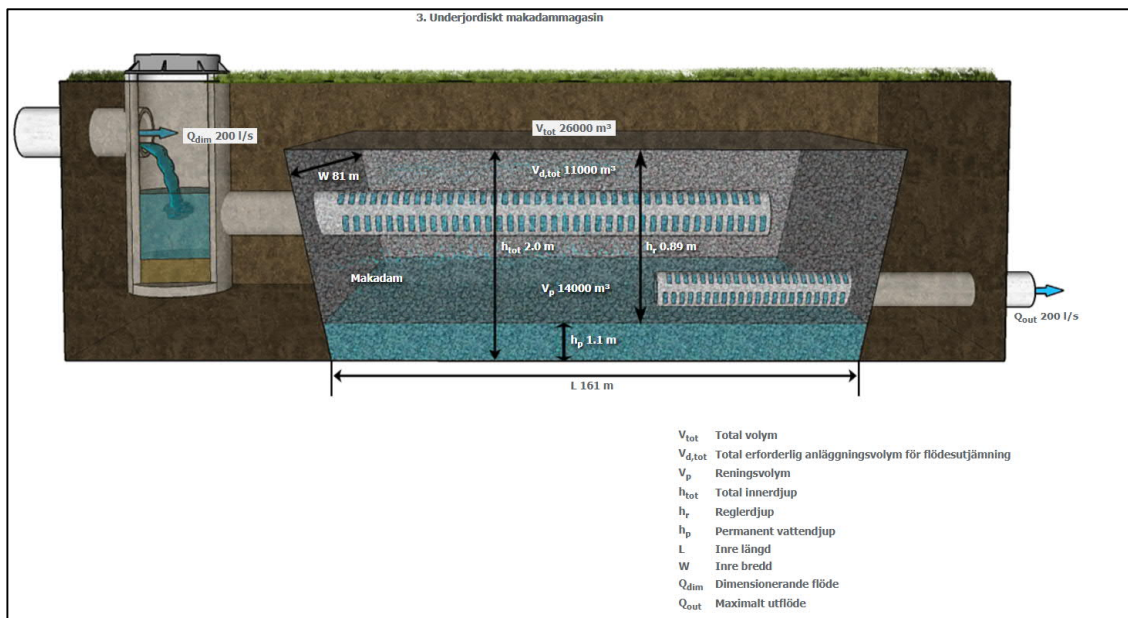 3. Underjordiskt makadammagasin
Q_dim 200 l/s
V_tot 26000 m³
W 81 m
V_d,tot 11000 m³
h_tot 2.0 m
h_r 0.89 m
Makadam
V_p 14000 m³
Q_out 200 l/s
h_p 1.1 m
L 161 m
V_tot Total volym
V_d,tot Total erforderlig anläggningsvolym för flödesutjämning
V_p Reningsvolym
h_tot Total innerdjup
h_r Reglerdjup
h_p Permanent vattendjup
L Inre längd
W Inre bredd
Q_dim Dimensionerande flöde
Q_out Maximalt utflöde